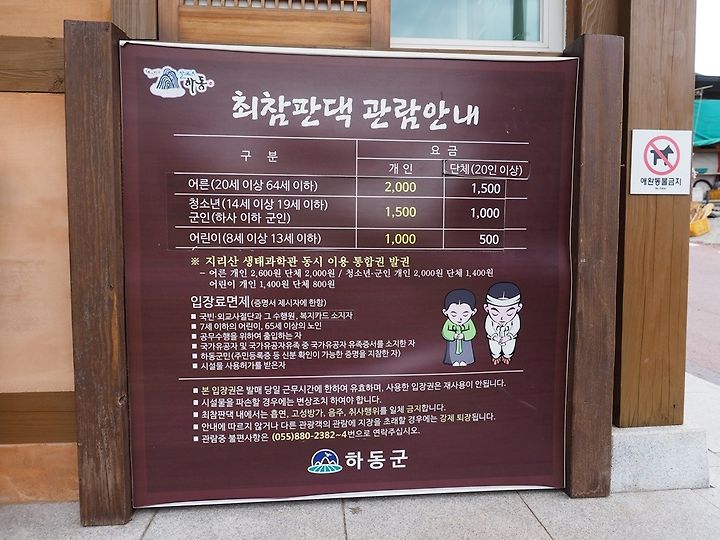 하동
최참판댁 관람안내
구 분
요 금
개 인
단체(20인 이상)
어른(20세 이상 64세 이하)
2,000
1,500
청소년(14세 이상 19세 이하)
군인(하사 이하 군인)
1,500
1,000
어린이(8세 이상 13세 이하)
1,000
500
※ 지리산 생태과학관 동시 이용 통합권 발권
- 어른 개인 2,600원 단체 2,000원 / 청소년·군인 개인 2,000원 단체 1,400원
어린이 개인 1,400원 단체 800원
입장료면제(증명서 제시자에 한함)
■ 국빈·외교사절단과 그 수행원, 복지카드 소지자
■ 7세 이하의 어린이, 65세 이상의 노인
■ 공무수행을 위하여 출입하는 자
■ 국가유공자 및 국가유공자유족 중 국가유공자 유족증서를 소지한 자
■ 하동군민(주민등록증 등 신분 확인이 가능한 증명을 지참한 자)
■ 시설물 사용허가를 받은자
■ 본 입장권은 발매 당일 근무시간에 한하여 유효하며, 사용한 입장권은 재사용이 안됩니다.
■ 시설물을 파손할 경우에는 변상조치 하여야 합니다.
■ 최참판댁 내에서는 흡연, 고성방가, 음주, 취사행위를 일체 금지합니다.
■ 안내에 따르지 않거나 다른 관광객의 관람에 지장을 초래할 경우에는 강제 퇴장됩니다.
■ 관람중 불편사항은 (055)880-2382~4번으로 연락주십시오.
하동군
애완동물금지